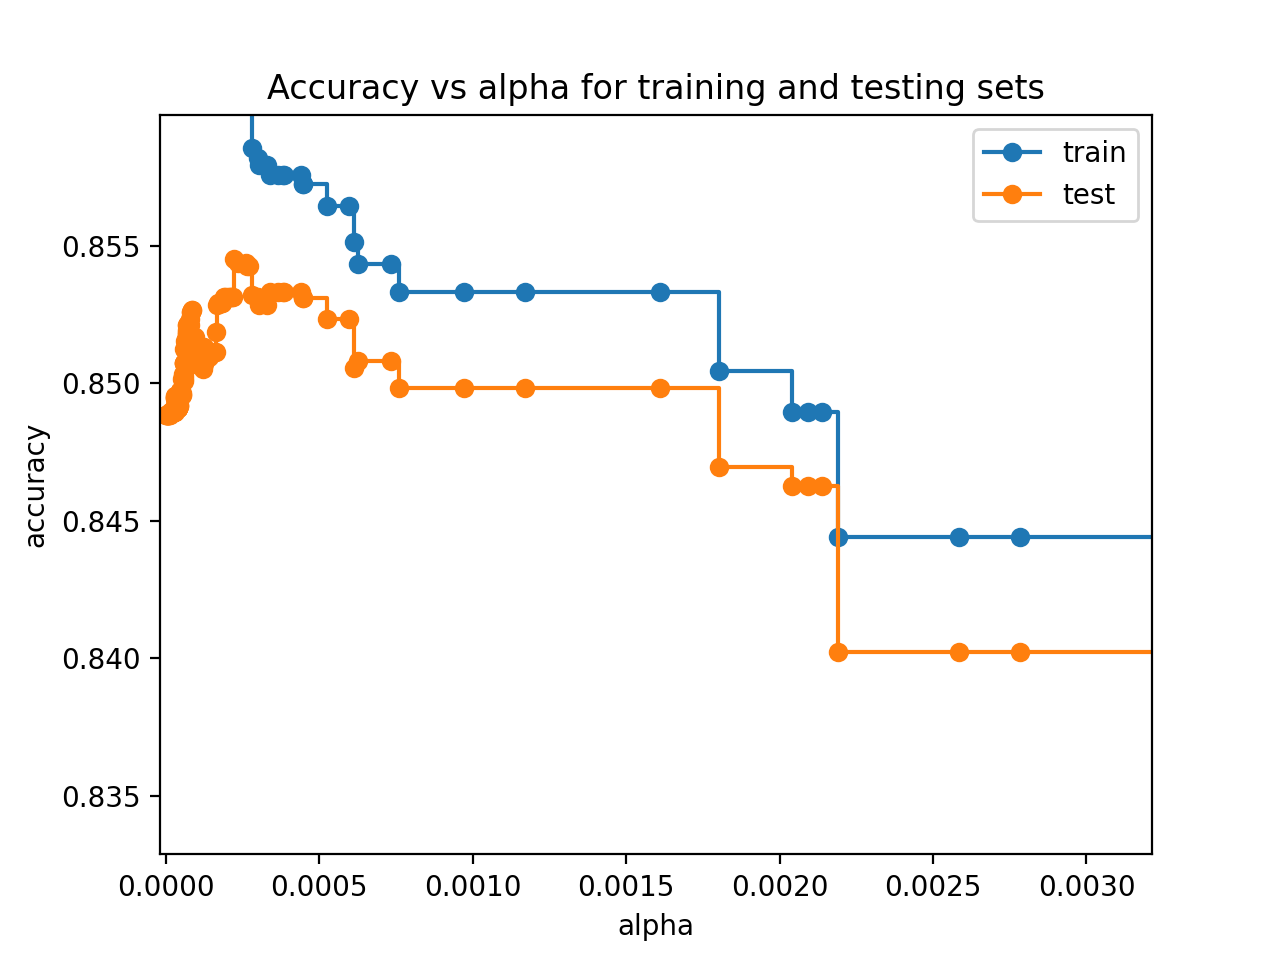 Accuracy vs alpha for training and testing sets
train
test
0.855
0.850
0.845
0.840
0.835
accuracy
0.0000 0.0005 0.0010 0.0015 0.0020 0.0025 0.0030
alpha